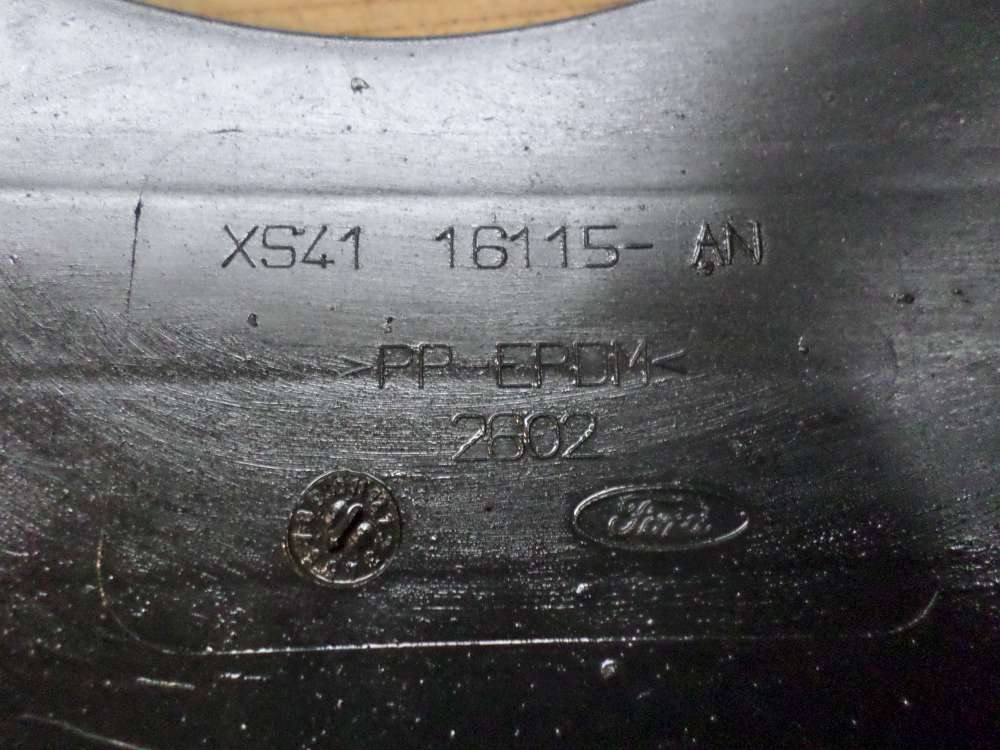 XS41 16115- AN
>PP-EPDM<
2602
Ford